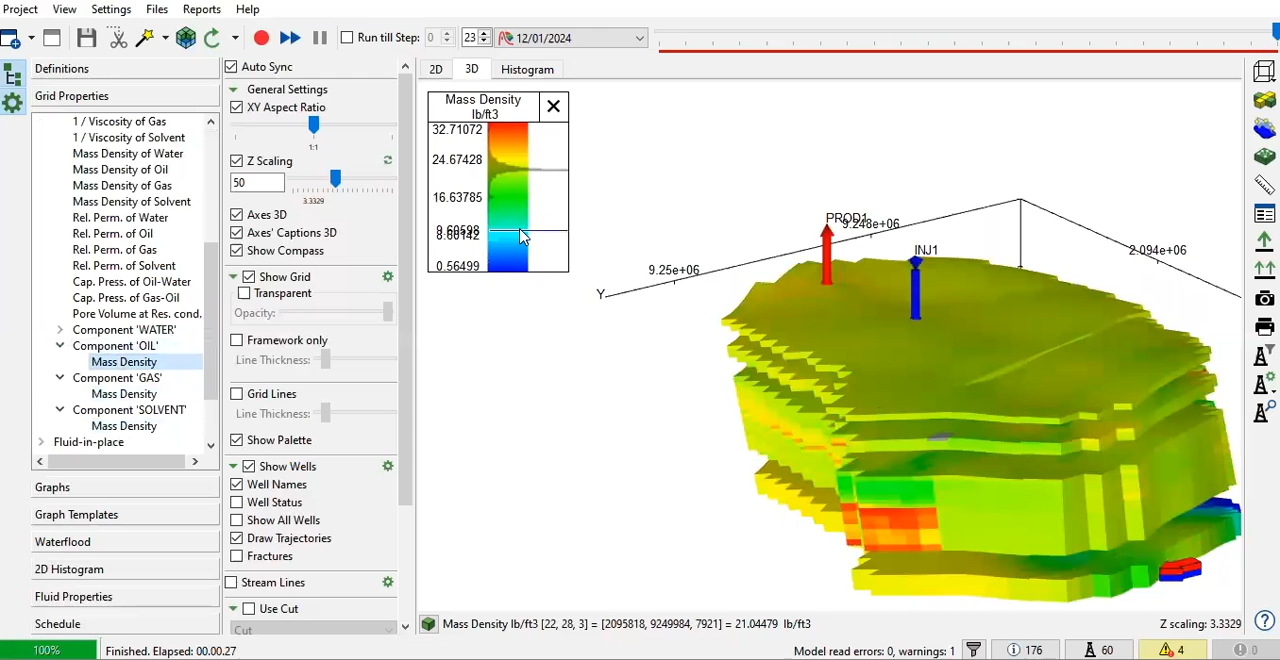 Project View Settings Files Reports Help
Run till Step: 0 23 12/01/2024
Definitions
Grid Properties
1 / Viscosity of Gas
1 / Viscosity of Solvent
Mass Density of Water
Mass Density of Oil
Mass Density of Gas
Mass Density of Solvent
Rel. Perm. of Water
Rel. Perm. of Oil
Rel. Perm. of Gas
Rel. Perm. of Solvent
Cap. Press. of Oil-Water
Cap. Press. of Gas-Oil
Pore Volume at Res. cond.
Component 'WATER'
Component 'OIL'
Mass Density
Component 'GAS'
Mass Density
Component 'SOLVENT'
Mass Density
Fluid-in-place
Graphs
Graph Templates
Waterflood
2D Histogram
Fluid Properties
Schedule
Auto Sync
General Settings
XY Aspect Ratio
1:1
Z Scaling
50
3.3329
Axes 3D
Axes' Captions 3D
Show Compass
Show Grid
Transparent
Opacity:
Framework only
Line Thickness:
Grid Lines
Line Thickness:
Show Palette
Show Wells
Well Names
Well Status
Show All Wells
Draw Trajectories
Fractures
Stream Lines
Use Cut
Cut
2D 3D Histogram
Mass Density
lb/ft3
32.71072
24.67428
16.63785
0.56499
PROD1
9.248e+06
INJ1
2.094e+06
9.25e+06
Y
Mass Density lb/ft3 [22, 28, 3] = [2095818, 9249984, 7921] = 21.04479 lb/ft3
Z scaling: 3.3329
100% Finished. Elapsed: 00.00.27
Model read errors: 0, warnings: 1 176 60 4 0